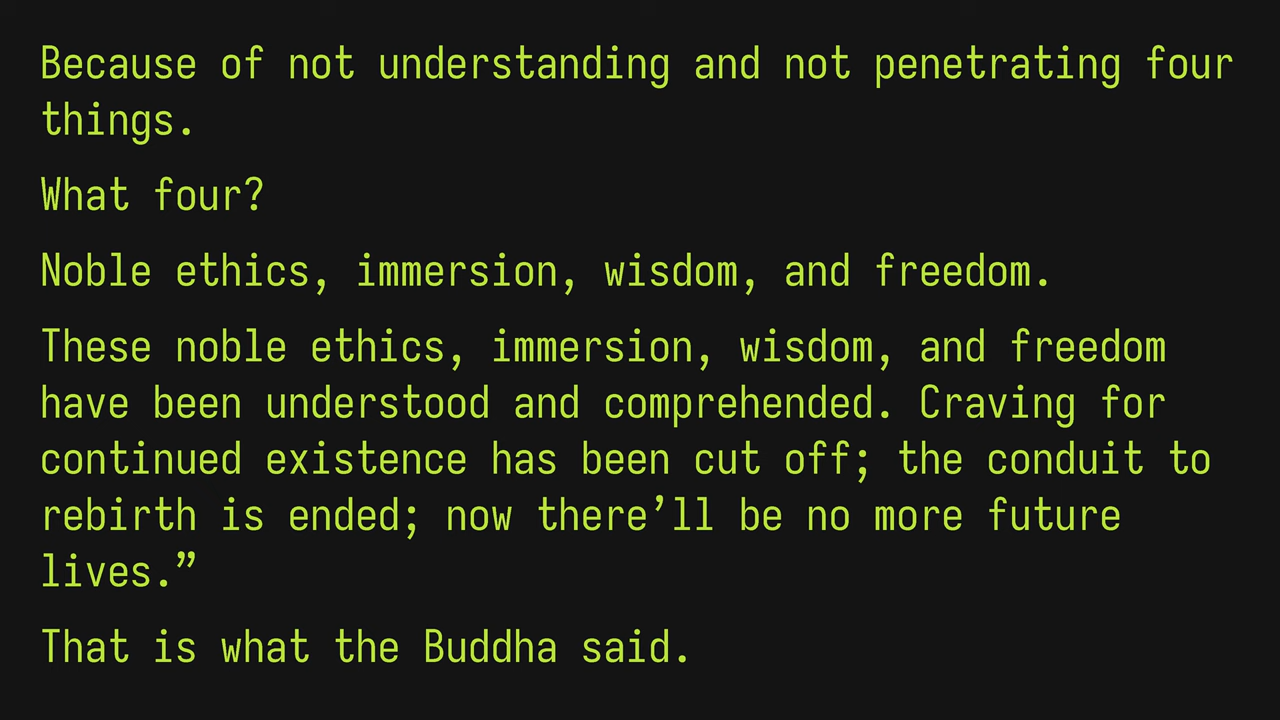 Because of not understanding and not penetrating four
things.
What four?
Noble ethics, immersion, wisdom, and freedom.
These noble ethics, immersion, wisdom, and freedom
have been understood and comprehended. Craving for
continued existence has been cut off; the conduit to
rebirth is ended; now there’ll be no more future
lives.”
That is what the Buddha said.